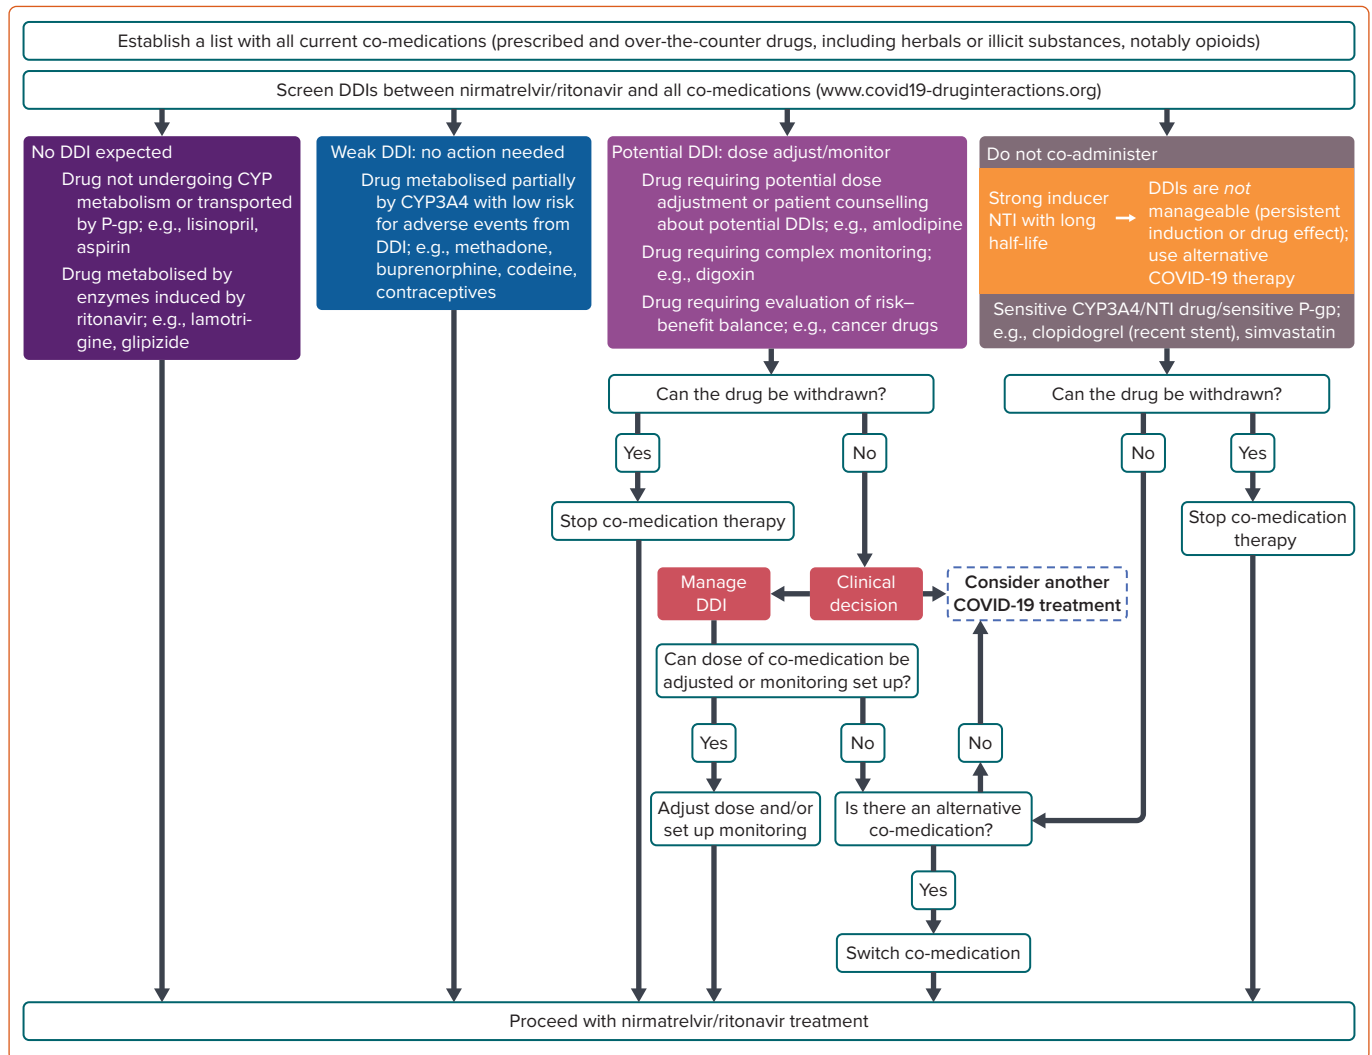 Establish a list with all current co-medications (prescribed and over-the-counter drugs, including herbals or illicit substances, notably opioids)
Screen DDIs between nirmatrelvir/ritonavir and all co-medications (www.covid19-druginteractions.org)
No DDI expected
Drug not undergoing CYP
metabolism or transported
by P-gp; e.g., lisinopril,
aspirin
Drug metabolised by
enzymes induced by
ritonavir; e.g., lamotri-
gine, glipizide
Weak DDI: no action needed
Drug metabolised partially
by CYP3A4 with low risk
for adverse events from
DDI; e.g., methadone,
buprenorphine, codeine,
contraceptives
Potential DDI: dose adjust/monitor
Drug requiring potential dose
adjustment or patient counselling
about potential DDIs; e.g., amlodipine
Drug requiring complex monitoring;
e.g., digoxin
Drug requiring evaluation of risk–
benefit balance; e.g., cancer drugs
Do not co-administer
Strong inducer
NTI with long
half-life
DDIs are not
manageable (persistent
induction or drug effect);
use alternative
COVID-19 therapy
Sensitive CYP3A4/NTI drug/sensitive P-gp;
e.g., clopidogrel (recent stent), simvastatin
Can the drug be withdrawn?
Can the drug be withdrawn?
Yes
No
No
Yes
Stop co-medication therapy
Stop co-medication
therapy
Manage
DDI
Clinical
decision
Consider another
COVID-19 treatment
Can dose of co-medication be
adjusted or monitoring set up?
Yes
No
No
Adjust dose and/or
set up monitoring
Is there an alternative
co-medication?
Yes
Switch co-medication
Proceed with nirmatrelvir/ritonavir treatment